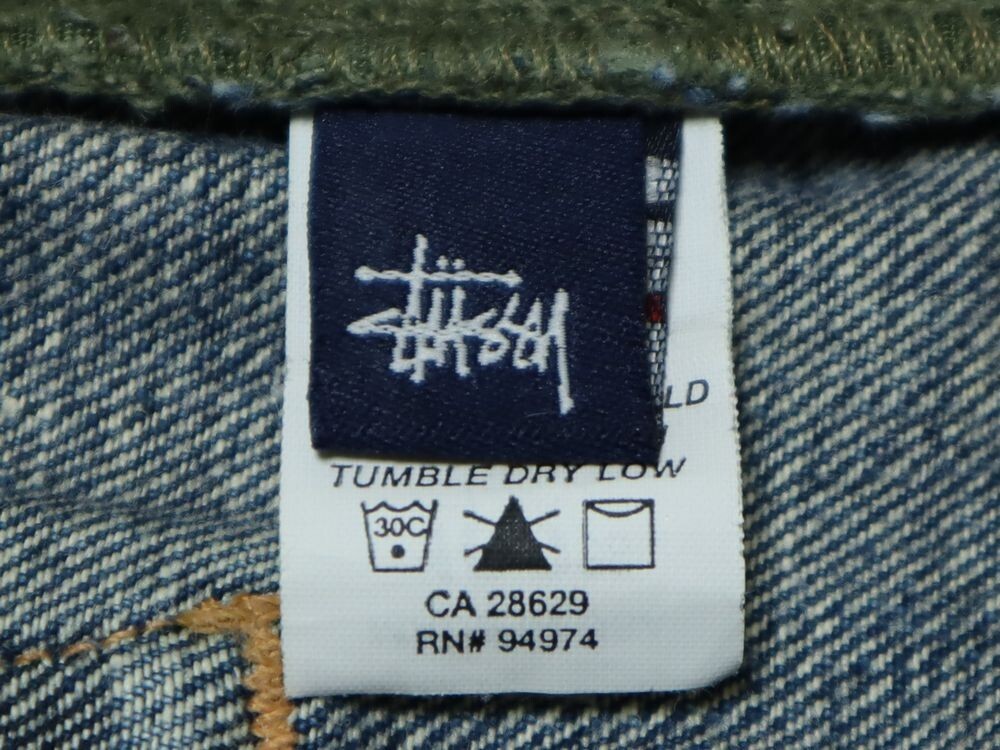 Stüssy
LD
TUMBLE DRY LOW
30C
CA 28629
RN# 94974